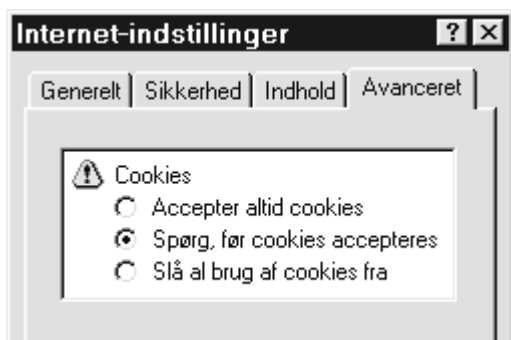 Internet-indstillinger ? X
Generelt Sikkerhed Indhold Avanceret
Cookies
Accepter altid cookies
Spørg, før cookies accepteres
Slå al brug af cookies fra